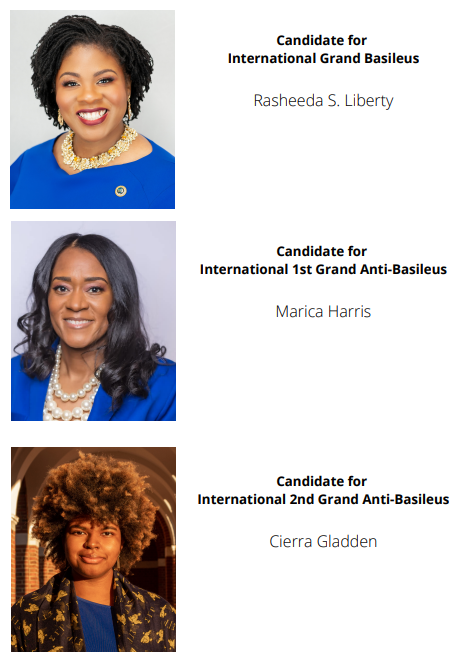 Candidate for
International Grand Basileus
Rasheeda S. Liberty
Candidate for
International 1st Grand Anti-Basileus
Marica Harris
Candidate for
International 2nd Grand Anti-Basileus
Cierra Gladden